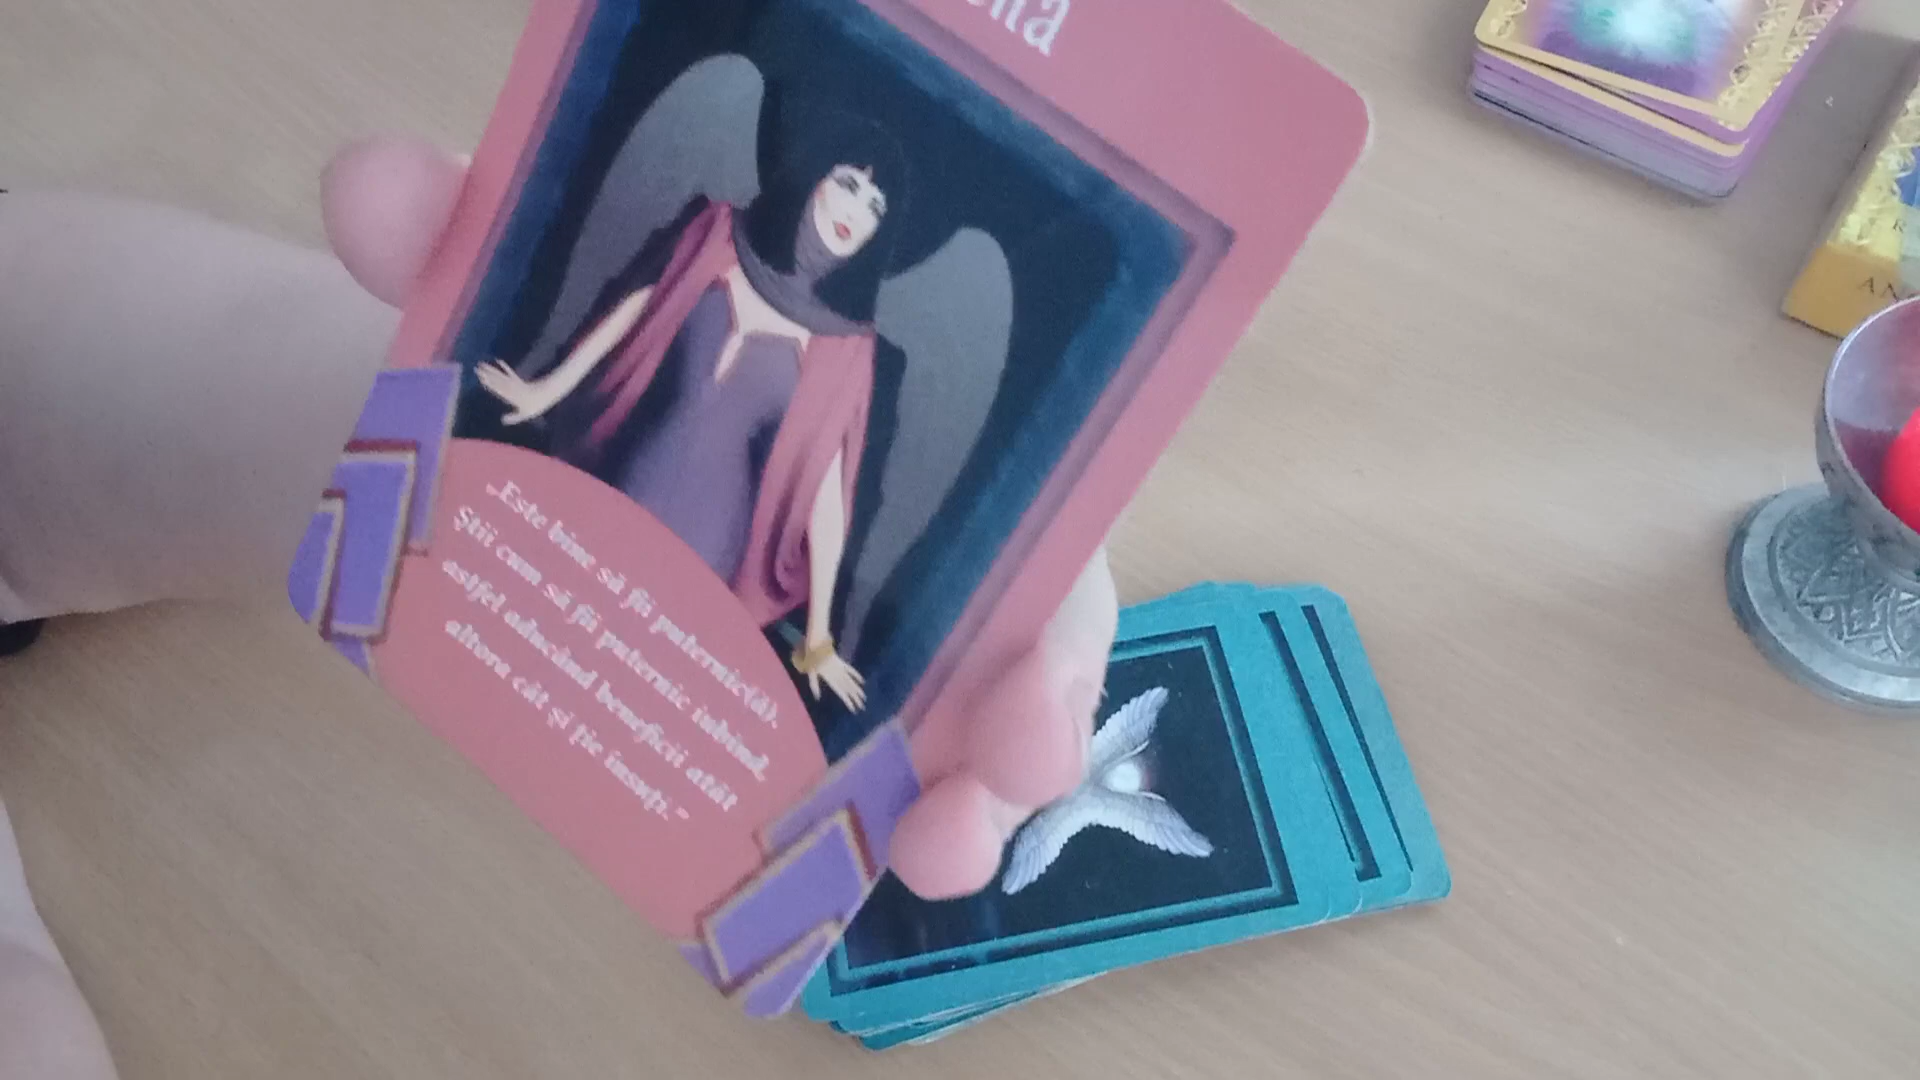 „Este bine să fii puternic(ă).
Știi cum să fii puternic iubind,
astfel aducând beneficii atât
altora cât și ție însuți.”